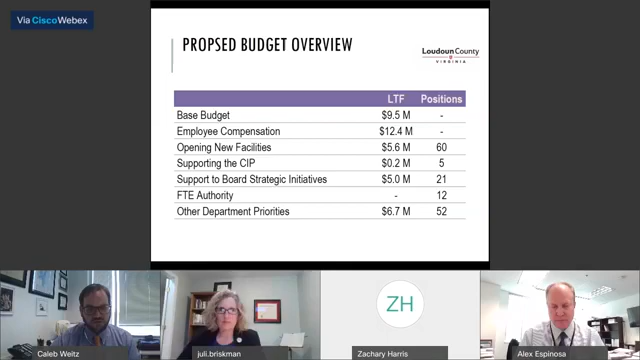 Via Cisco Webex
PROPSED BUDGET OVERVIEW
Loudoun County
VIRGINIA
LTF Positions
Base Budget $9.5 M -
Employee Compensation $12.4 M -
Opening New Facilities $5.6 M 60
Supporting the CIP $0.2 M 5
Support to Board Strategic Initiatives $5.0 M 21
FTE Authority - 12
Other Department Priorities $6.7 M 52
ZH
Caleb Weitz
juli.briskman
Zachary Harris
Alex Espinosa